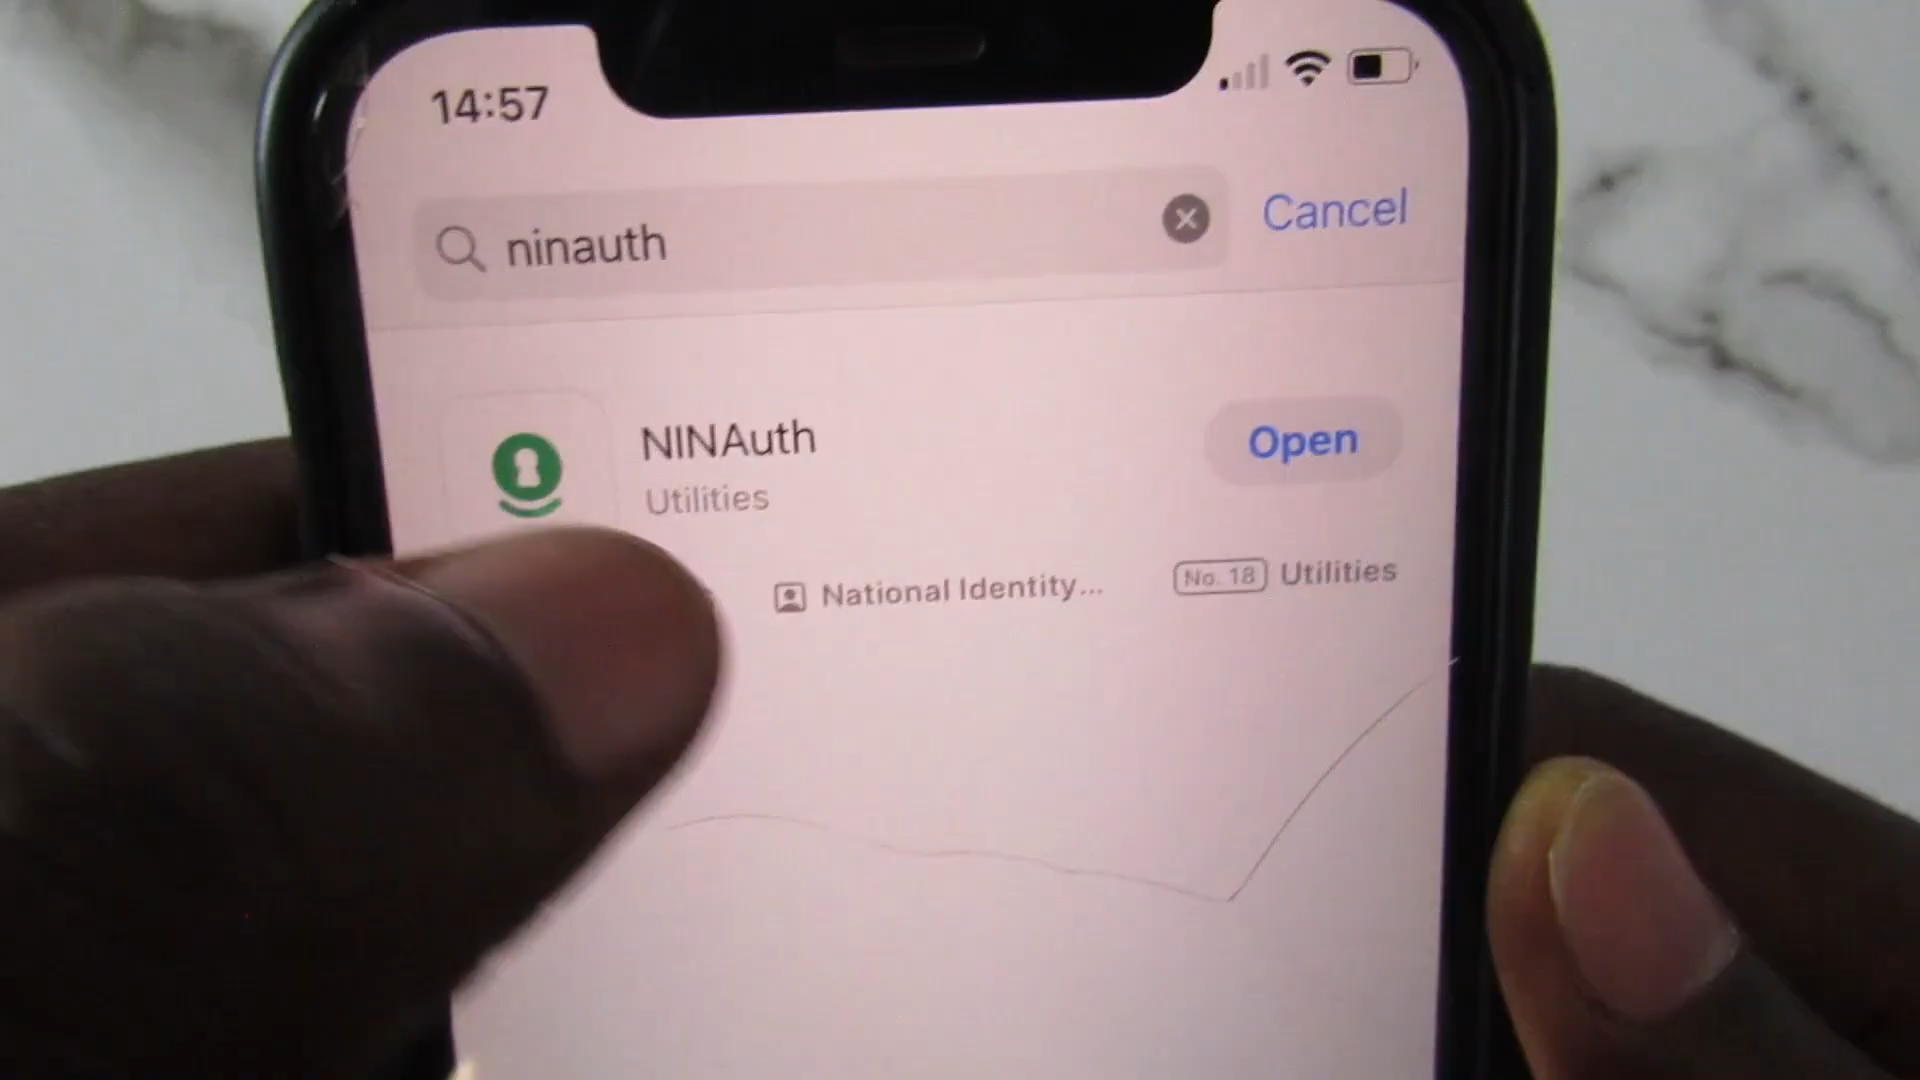 14:57
ninauth
Cancel
NINAuth
Open
Utilities
National Identity...
No. 18 Utilities